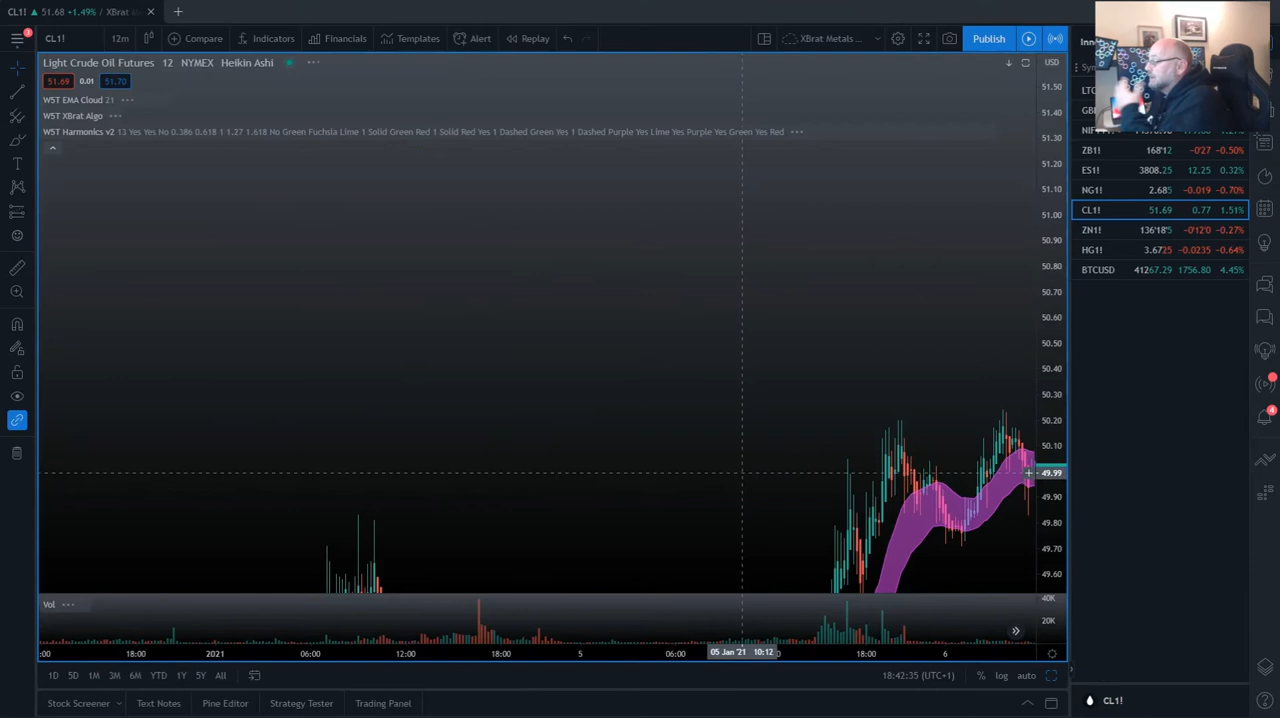 CL1! 51.68 +1.49% / XBrat
3
CL1! 12m Compare Indicators Financials Templates Alert Replay XBrat Metals ... Publish
Light Crude Oil Futures 12 NYMEX Heikin Ashi
51.69 0.01 51.70
W5T EMA Cloud 21
W5T XBrat Algo
W5T Harmonics v2 13 Yes Yes No 0.386 0.618 1 1.27 1.618 No Green Fuchsia Lime 1 Solid Green Red 1 Solid Red Yes 1 Dashed Green Yes 1 Dashed Purple Yes Lime Yes Purple Yes Green Yes Red
USD
51.50
51.40
51.30
51.20
51.10
51.00
50.90
50.80
50.70
50.60
50.50
50.40
50.30
50.20
50.10
49.99
49.90
49.80
49.70
49.60
Vol
40K
20K
:00 18:00 2021 06:00 12:00 18:00 5 06:00 05 Jan '21 10:12 18:00 6
1D 5D 1M 3M 6M YTD 1Y 5Y All 18:42:35 (UTC+1) % log auto
Stock Screener Text Notes Pine Editor Strategy Tester Trading Panel
ZB1! 168'12 −0'27 −0.50%
ES1! 3808.25 12.25 0.32%
NG1! 2.685 −0.019 −0.70%
CL1! 51.69 0.77 1.51%
ZN1! 136'18'5 −0'12'0 −0.27%
HG1! 3.6725 −0.0235 −0.64%
BTCUSD 41267.29 1756.80 4.45%
4
CL1!